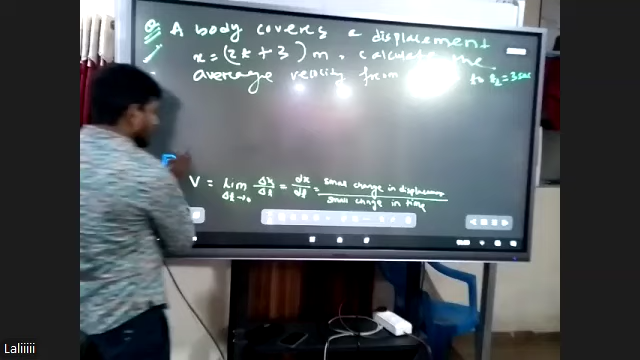 Q. A body covers a displacement
x = (2t + 3) m. calculate the
average velocity from to t₂ = 3 sec
V = Lim Δt→0 Δx/Δt = dx/dt = small change in displacement / small change in time
Laliiiii